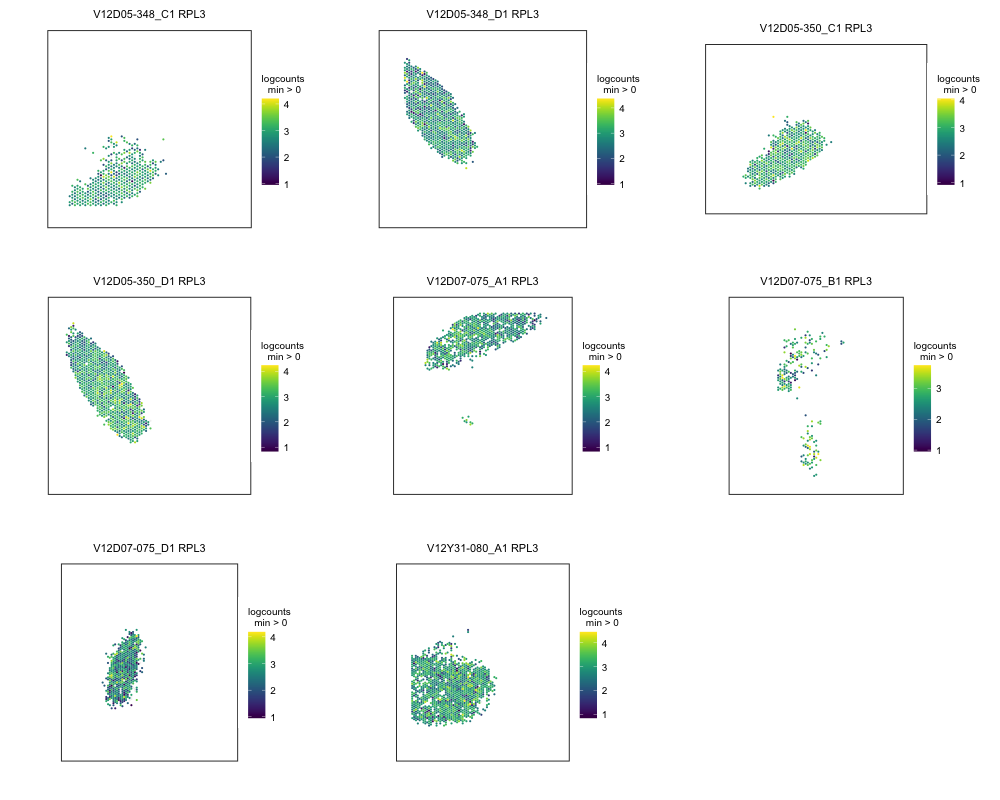 V12D05-348_C1 RPL3
logcounts
min > 0
4
3
2
1
V12D05-348_D1 RPL3
logcounts
min > 0
4
3
2
1
V12D05-350_C1 RPL3
logcounts
min > 0
4
3
2
1
V12D05-350_D1 RPL3
logcounts
min > 0
4
3
2
1
V12D07-075_A1 RPL3
logcounts
min > 0
4
3
2
1
V12D07-075_B1 RPL3
logcounts
min > 0
3
2
1
V12D07-075_D1 RPL3
logcounts
min > 0
4
3
2
1
V12Y31-080_A1 RPL3
logcounts
min > 0
4
3
2
1